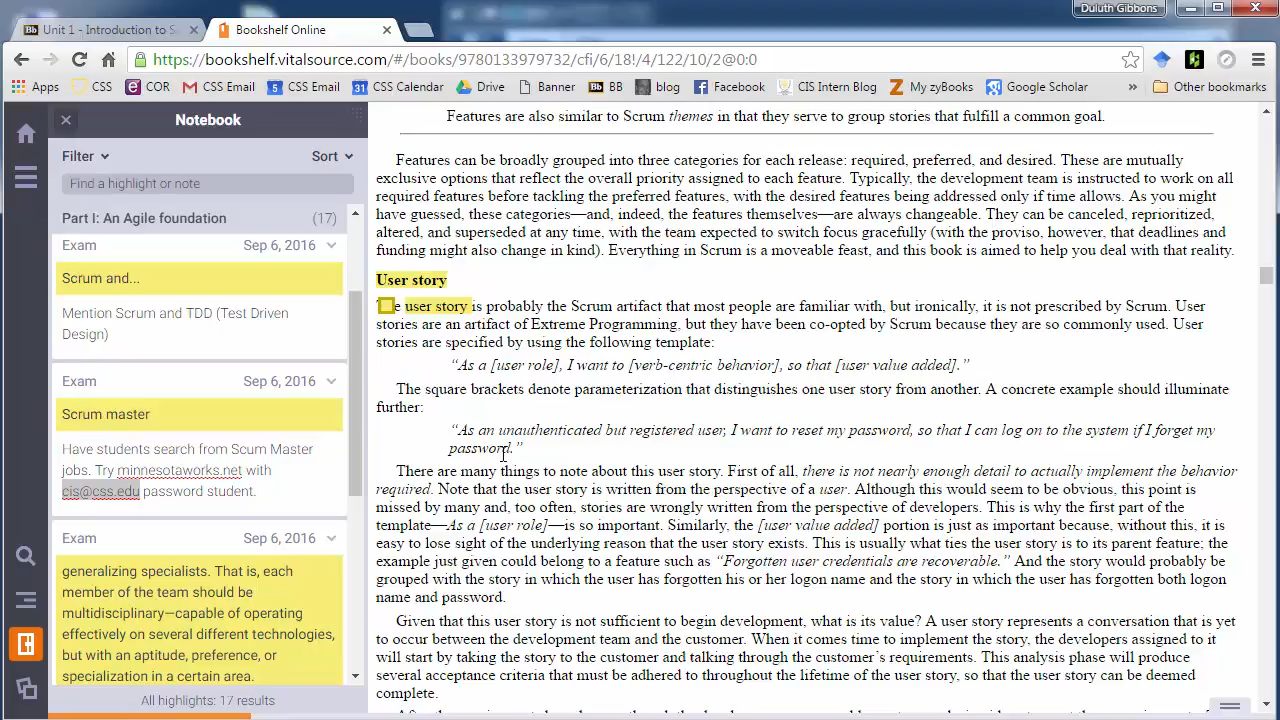 Duluth Gibbons
Unit 1 - Introduction to S
Bookshelf Online
https://bookshelf.vitalsource.com/#/books/9780133979732/cfi/6/18!/4/122/10/2@0:0
Apps CSS COR CSS Email CSS Email CSS Calendar Drive Banner BB blog Facebook CIS Intern Blog My zyBooks Google Scholar » Other bookmarks
Notebook
Filter Sort
Find a highlight or note
Part I: An Agile foundation (17)
Exam Sep 6, 2016
Scrum and...
Mention Scrum and TDD (Test Driven
Design)
Exam Sep 6, 2016
Scrum master
Have students search from Scum Master
jobs. Try minnesotaworks.net with
cis@css.edu password student.
Exam Sep 6, 2016
generalizing specialists. That is, each
member of the team should be
multidisciplinary—capable of operating
effectively on several different technologies,
but with an aptitude, preference, or
specialization in a certain area.
All highlights: 17 results
Features are also similar to Scrum themes in that they serve to group stories that fulfill a common goal.
Features can be broadly grouped into three categories for each release: required, preferred, and desired. These are mutually
exclusive options that reflect the overall priority assigned to each feature. Typically, the development team is instructed to work on all
required features before tackling the preferred features, with the desired features being addressed only if time allows. As you might
have guessed, these categories—and, indeed, the features themselves—are always changeable. They can be canceled, reprioritized,
altered, and superseded at any time, with the team expected to switch focus gracefully (with the proviso, however, that deadlines and
funding might also change in kind). Everything in Scrum is a moveable feast, and this book is aimed to help you deal with that reality.
User story
user story is probably the Scrum artifact that most people are familiar with, but ironically, it is not prescribed by Scrum. User
stories are an artifact of Extreme Programming, but they have been co-opted by Scrum because they are so commonly used. User
stories are specified by using the following template:
“As a [user role], I want to [verb-centric behavior], so that [user value added].”
The square brackets denote parameterization that distinguishes one user story from another. A concrete example should illuminate
further:
“As an unauthenticated but registered user, I want to reset my password, so that I can log on to the system if I forget my
password.”
There are many things to note about this user story. First of all, there is not nearly enough detail to actually implement the behavior
required. Note that the user story is written from the perspective of a user. Although this would seem to be obvious, this point is
missed by many and, too often, stories are wrongly written from the perspective of developers. This is why the first part of the
template—As a [user role]—is so important. Similarly, the [user value added] portion is just as important because, without this, it is
easy to lose sight of the underlying reason that the user story exists. This is usually what ties the user story is to its parent feature; the
example just given could belong to a feature such as “Forgotten user credentials are recoverable.” And the story would probably be
grouped with the story in which the user has forgotten his or her logon name and the story in which the user has forgotten both logon
name and password.
Given that this user story is not sufficient to begin development, what is its value? A user story represents a conversation that is yet
to occur between the development team and the customer. When it comes time to implement the story, the developers assigned to it
will start by taking the story to the customer and talking through the customer’s requirements. This analysis phase will produce
several acceptance criteria that must be adhered to throughout the lifetime of the user story, so that the user story can be deemed
complete.